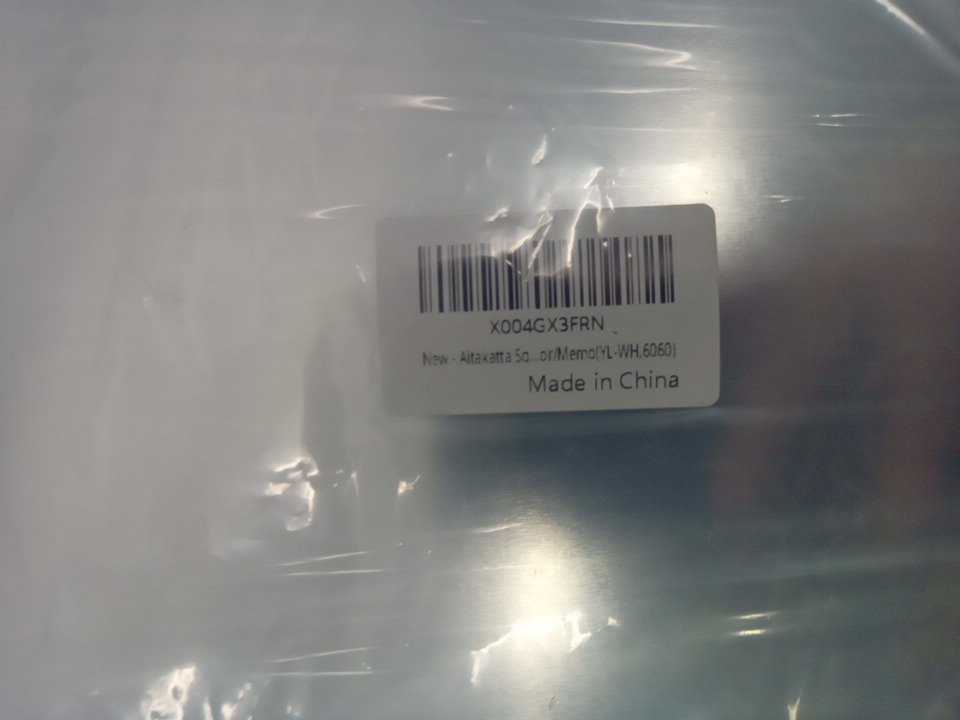 X004GX3FRN
New - Aitakatta Sq...or/Memo(YL-WH,6060)
Made in China